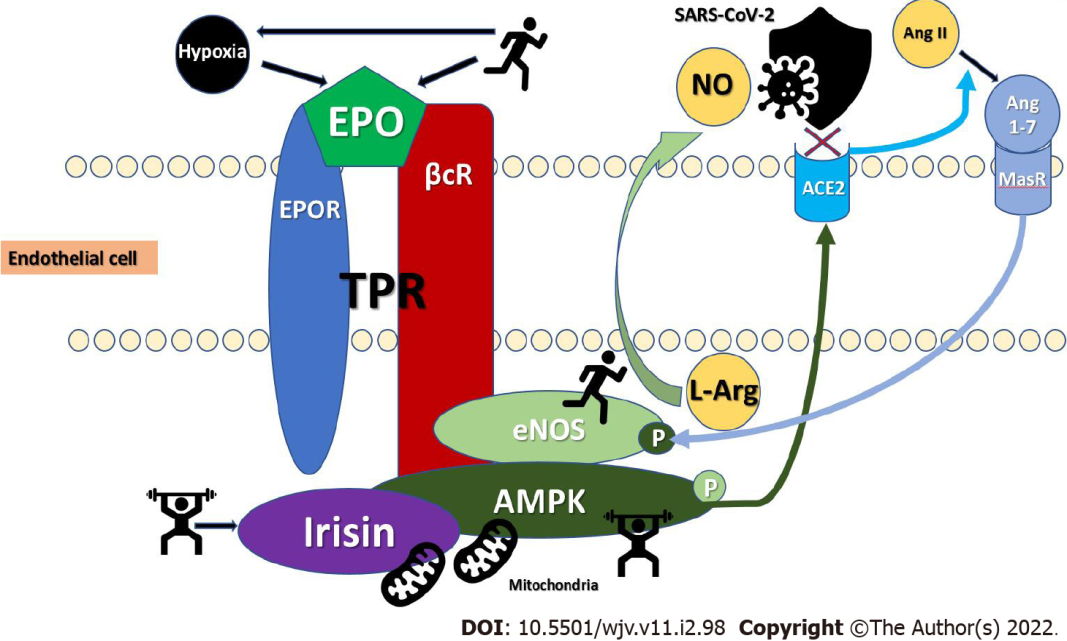 SARS-CoV-2
Ang II
Hypoxia
NO
Ang
1-7
EPO
βcR
MasR
ACE2
EPOR
Endothelial cell
TPR
L-Arg
eNOS
P
P
AMPK
Irisin
Mitochondria
DOI: 10.5501/wjv.v11.i2.98 Copyright ©The Author(s) 2022.